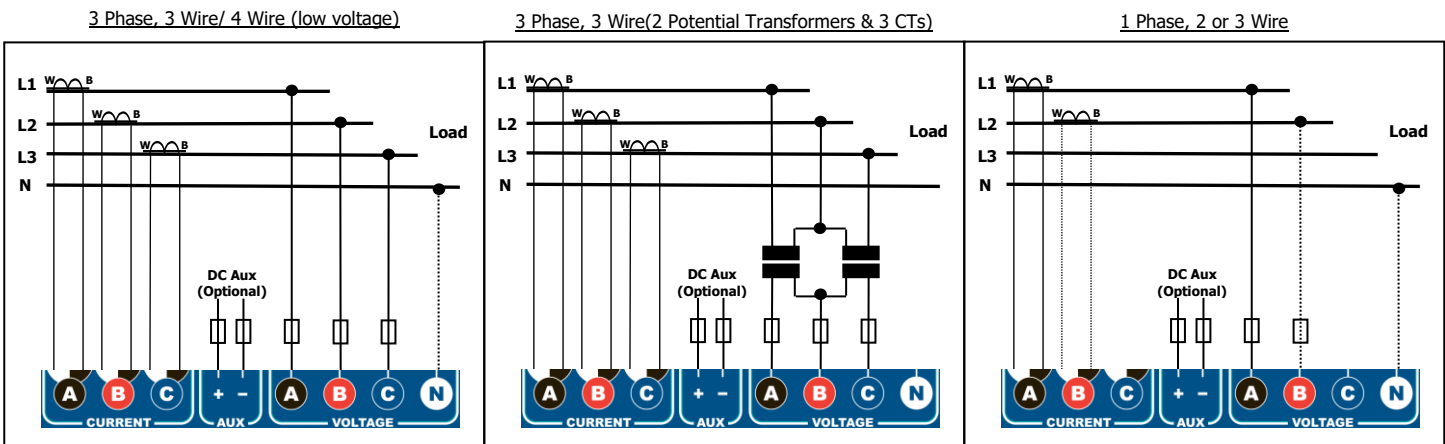 3 Phase, 3 Wire/ 4 Wire (low voltage)
L1
W B
L2
W B
L3
W B
N
Load
DC Aux
(Optional)
A B C + − A B C N
CURRENT AUX VOLTAGE
3 Phase, 3 Wire(2 Potential Transformers & 3 CTs)
L1
W B
L2
W B
L3
W B
N
Load
DC Aux
(Optional)
A B C + − A B C N
CURRENT AUX VOLTAGE
1 Phase, 2 or 3 Wire
L1
W B
L2
W B
L3
N
Load
DC Aux
(Optional)
A B C + − A B C N
CURRENT AUX VOLTAGE